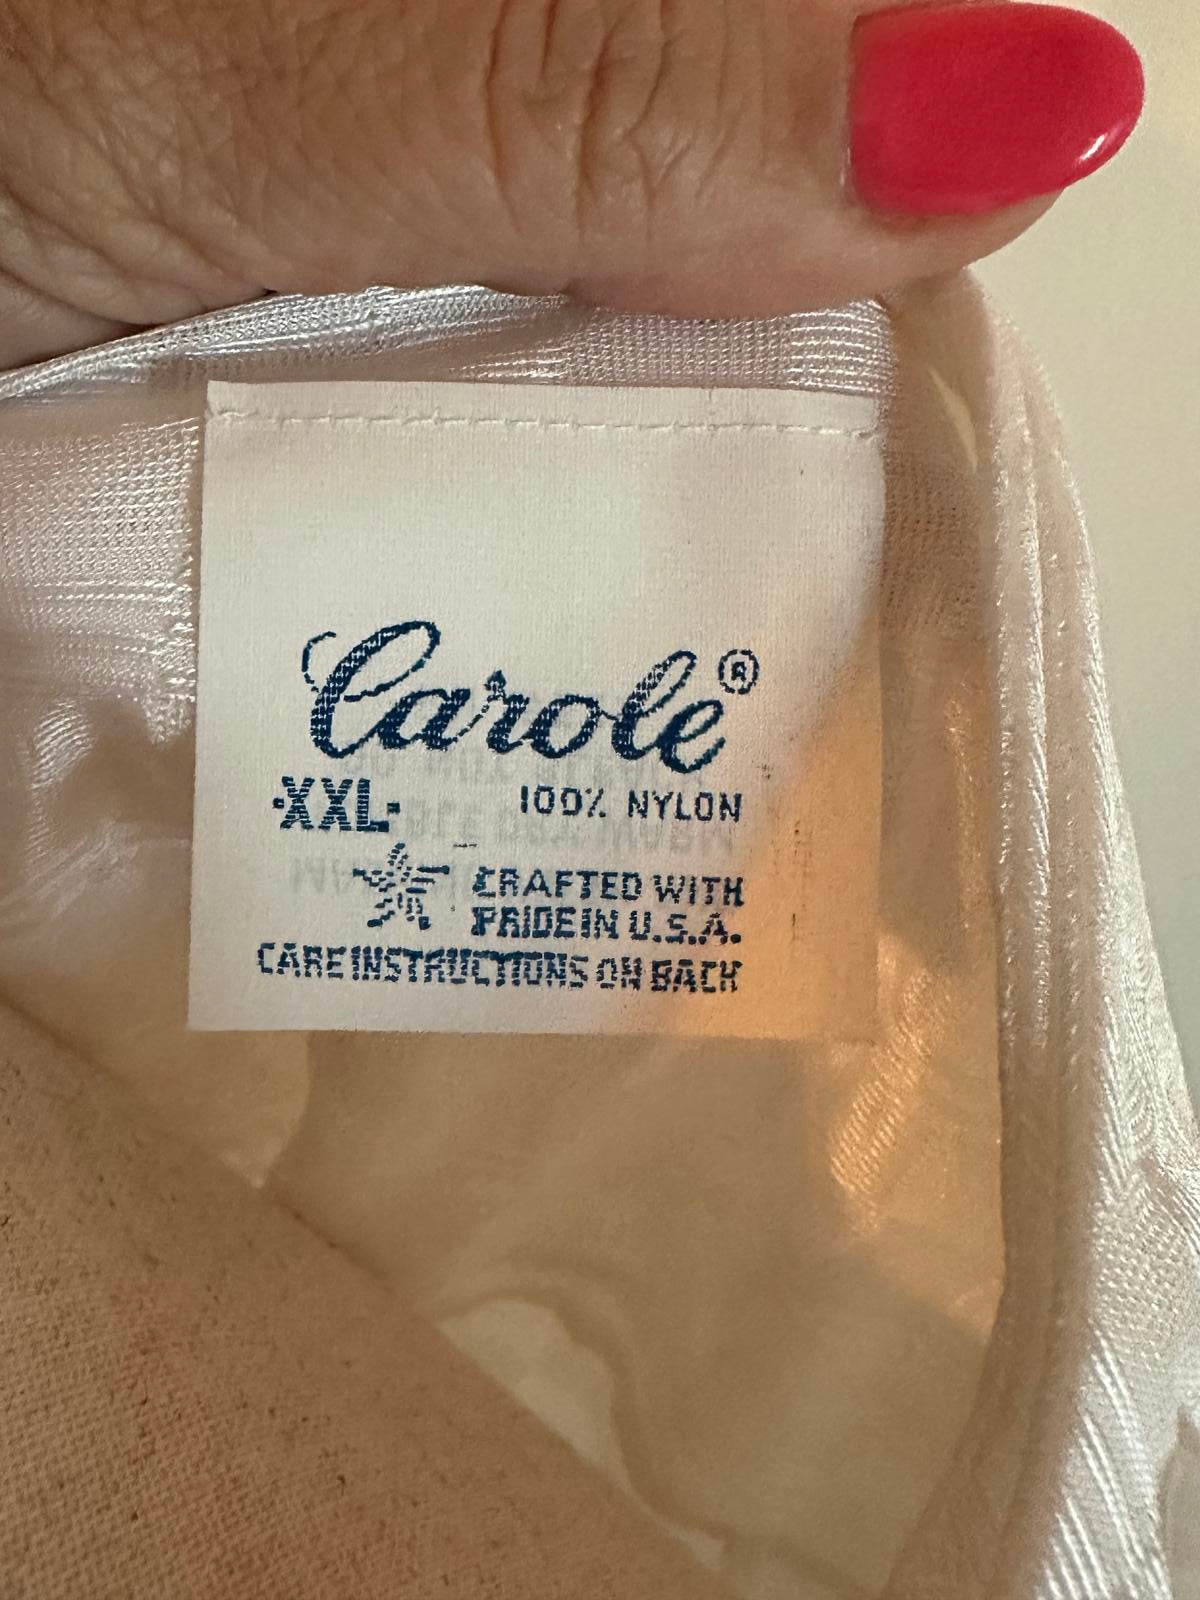 Carole®
XXL
100% NYLON
CRAFTED WITH
PRIDE IN U.S.A.
CARE INSTRUCTIONS ON BACK